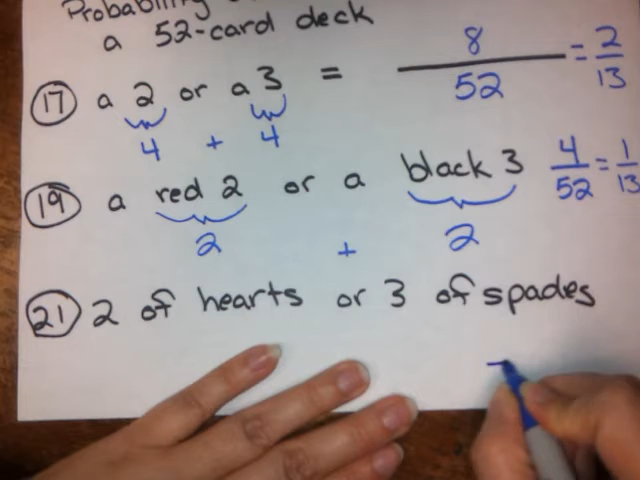 Probability
a 52-card deck
17 a 2 or a 3 = 8/52 = 2/13
4 + 4
19 a red 2 or a black 3 4/52 = 1/13
2 + 2
21 2 of hearts or 3 of spades